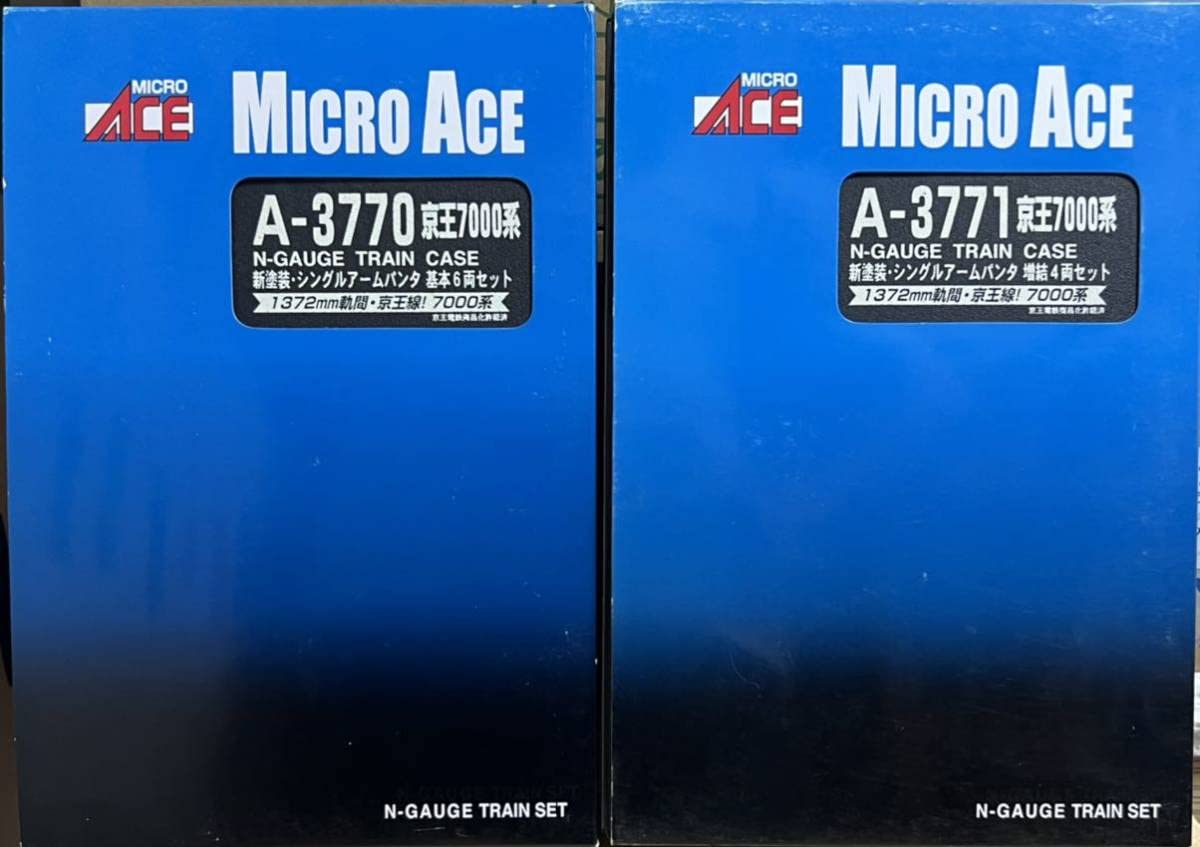 MICRO
ACE
MICRO ACE
A-3770 京王7000系
N-GAUGE TRAIN CASE
新塗装・シングルアームパンタ 基本6両セット
1372mm軌間・京王線! 7000系
京王電鉄商品化許諾済
N-GAUGE TRAIN SET
MICRO
ACE
MICRO ACE
A-3771 京王7000系
N-GAUGE TRAIN CASE
新塗装・シングルアームパンタ 増結4両セット
1372mm軌間・京王線! 7000系
京王電鉄商品化許諾済
N-GAUGE TRAIN SET